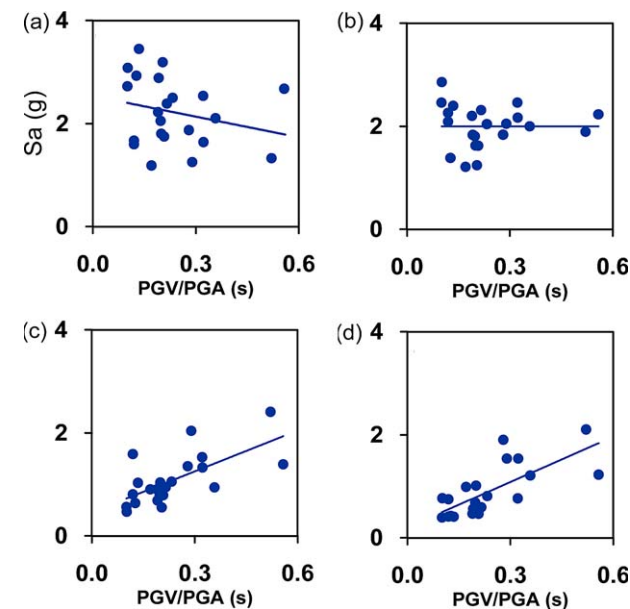 (a) 4
Sa (g)
2
0
0.0 0.3 0.6
PGV/PGA (s)
(b) 4
2
0
0.0 0.3 0.6
PGV/PGA (s)
(c) 4
2
0
0.0 0.3 0.6
PGV/PGA (s)
(d) 4
2
0
0.0 0.3 0.6
PGV/PGA (s)